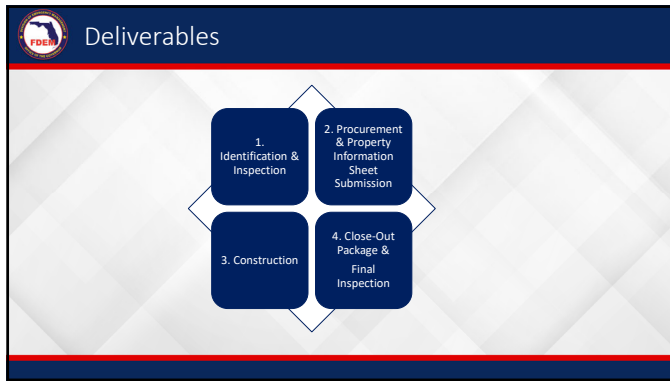 FDEM
Deliverables
1.
Identification &
Inspection
2. Procurement
& Property
Information
Sheet
Submission
3. Construction
4. Close-Out
Package &
Final
Inspection